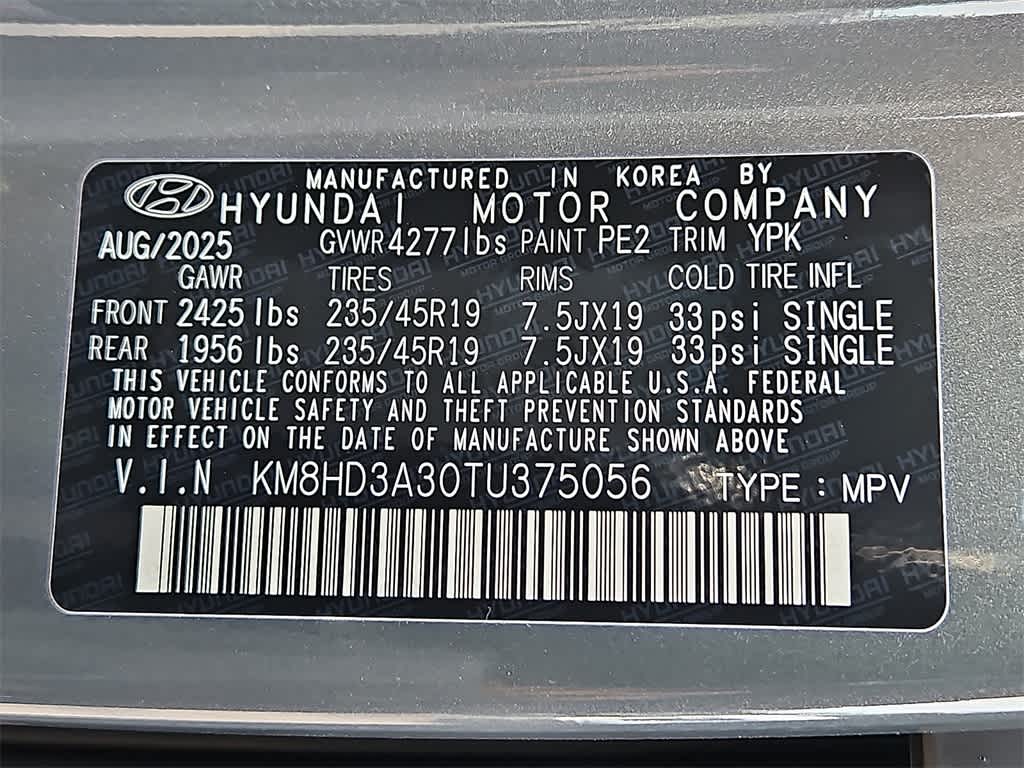 MANUFACTURED IN KOREA BY
HYUNDAI MOTOR COMPANY
AUG/2025 GVWR 4277lbs PAINT PE2 TRIM YPK
GAWR TIRES RIMS COLD TIRE INFL
FRONT 2425lbs 235/45R19 7.5JX19 33psi SINGLE
REAR 1956lbs 235/45R19 7.5JX19 33psi SINGLE
THIS VEHICLE CONFORMS TO ALL APPLICABLE U.S.A. FEDERAL
MOTOR VEHICLE SAFETY AND THEFT PREVENTION STANDARDS
IN EFFECT ON THE DATE OF MANUFACTURE SHOWN ABOVE
V.I.N KM8HD3A30TU375056 TYPE : MPV